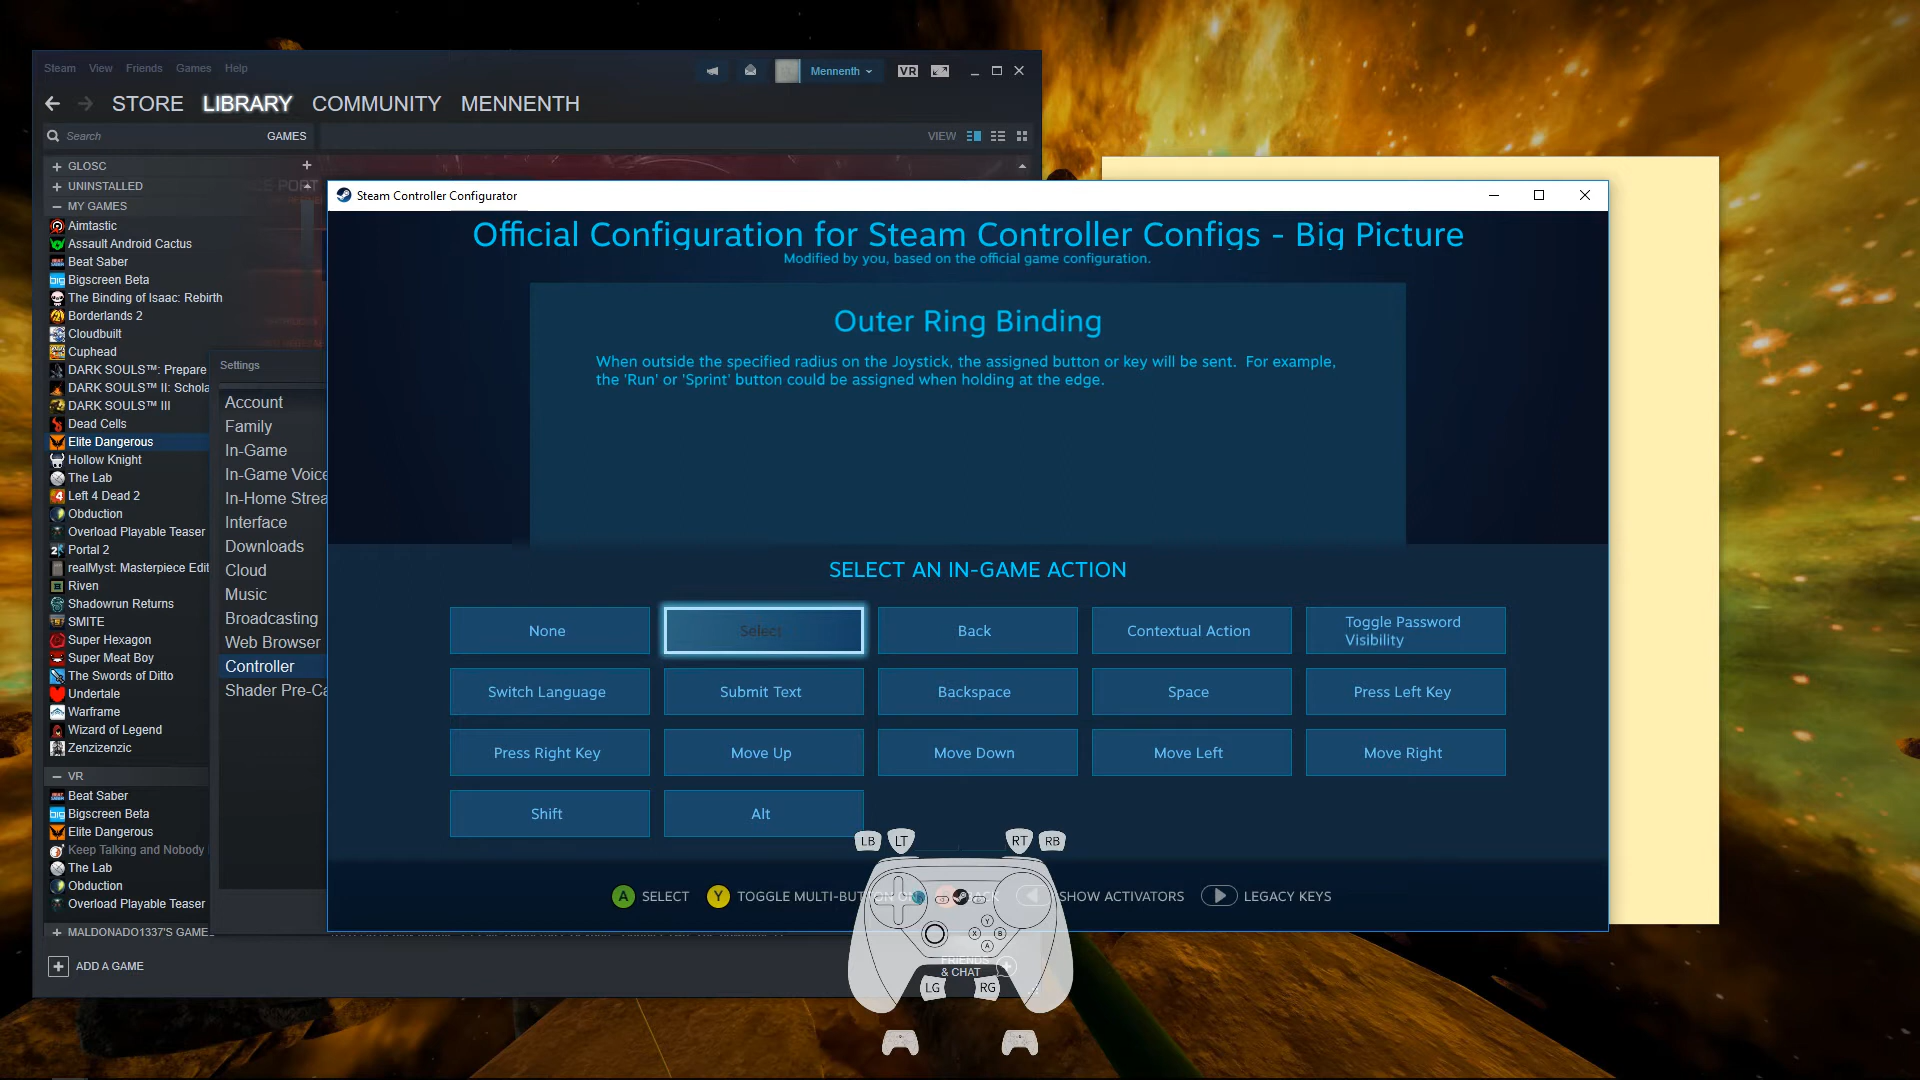 Steam View Friends Games Help
Mennenth
VR
STORE LIBRARY COMMUNITY MENNENTH
Search GAMES
VIEW
GLOSC
UNINSTALLED
MY GAMES
Aimtastic
Assault Android Cactus
Beat Saber
Bigscreen Beta
The Binding of Isaac: Rebirth
Borderlands 2
Cloudbuilt
Cuphead
DARK SOULS™: Prepare
DARK SOULS™ II: Schola
DARK SOULS™ III
Dead Cells
Elite Dangerous
Hollow Knight
The Lab
Left 4 Dead 2
Obduction
Overload Playable Teaser
Portal 2
realMyst: Masterpiece Edit
Riven
Shadowrun Returns
SMITE
Super Hexagon
Super Meat Boy
The Swords of Ditto
Undertale
Warframe
Wizard of Legend
Zenzizenzic
VR
Beat Saber
Bigscreen Beta
Elite Dangerous
Keep Talking and Nobody
The Lab
Obduction
Overload Playable Teaser
MALDONADO1337'S GAME
ADD A GAME
Settings
Account
Family
In-Game
In-Game Voice
In-Home Strea
Interface
Downloads
Cloud
Music
Broadcasting
Web Browser
Controller
Shader Pre-Ca
Steam Controller Configurator
Official Configuration for Steam Controller Configs - Big Picture
Modified by you, based on the official game configuration.
Outer Ring Binding
When outside the specified radius on the Joystick, the assigned button or key will be sent. For example,
the 'Run' or 'Sprint' button could be assigned when holding at the edge.
SELECT AN IN-GAME ACTION
None Select Back Contextual Action Toggle Password
Visibility
Switch Language Submit Text Backspace Space Press Left Key
Press Right Key Move Up Move Down Move Left Move Right
Shift Alt
LB LT RT RB
A SELECT Y TOGGLE MULTI-BUTTON SHOW ACTIVATORS LEGACY KEYS
Y
X B
A
FRIENDS
& CHAT
LG RG